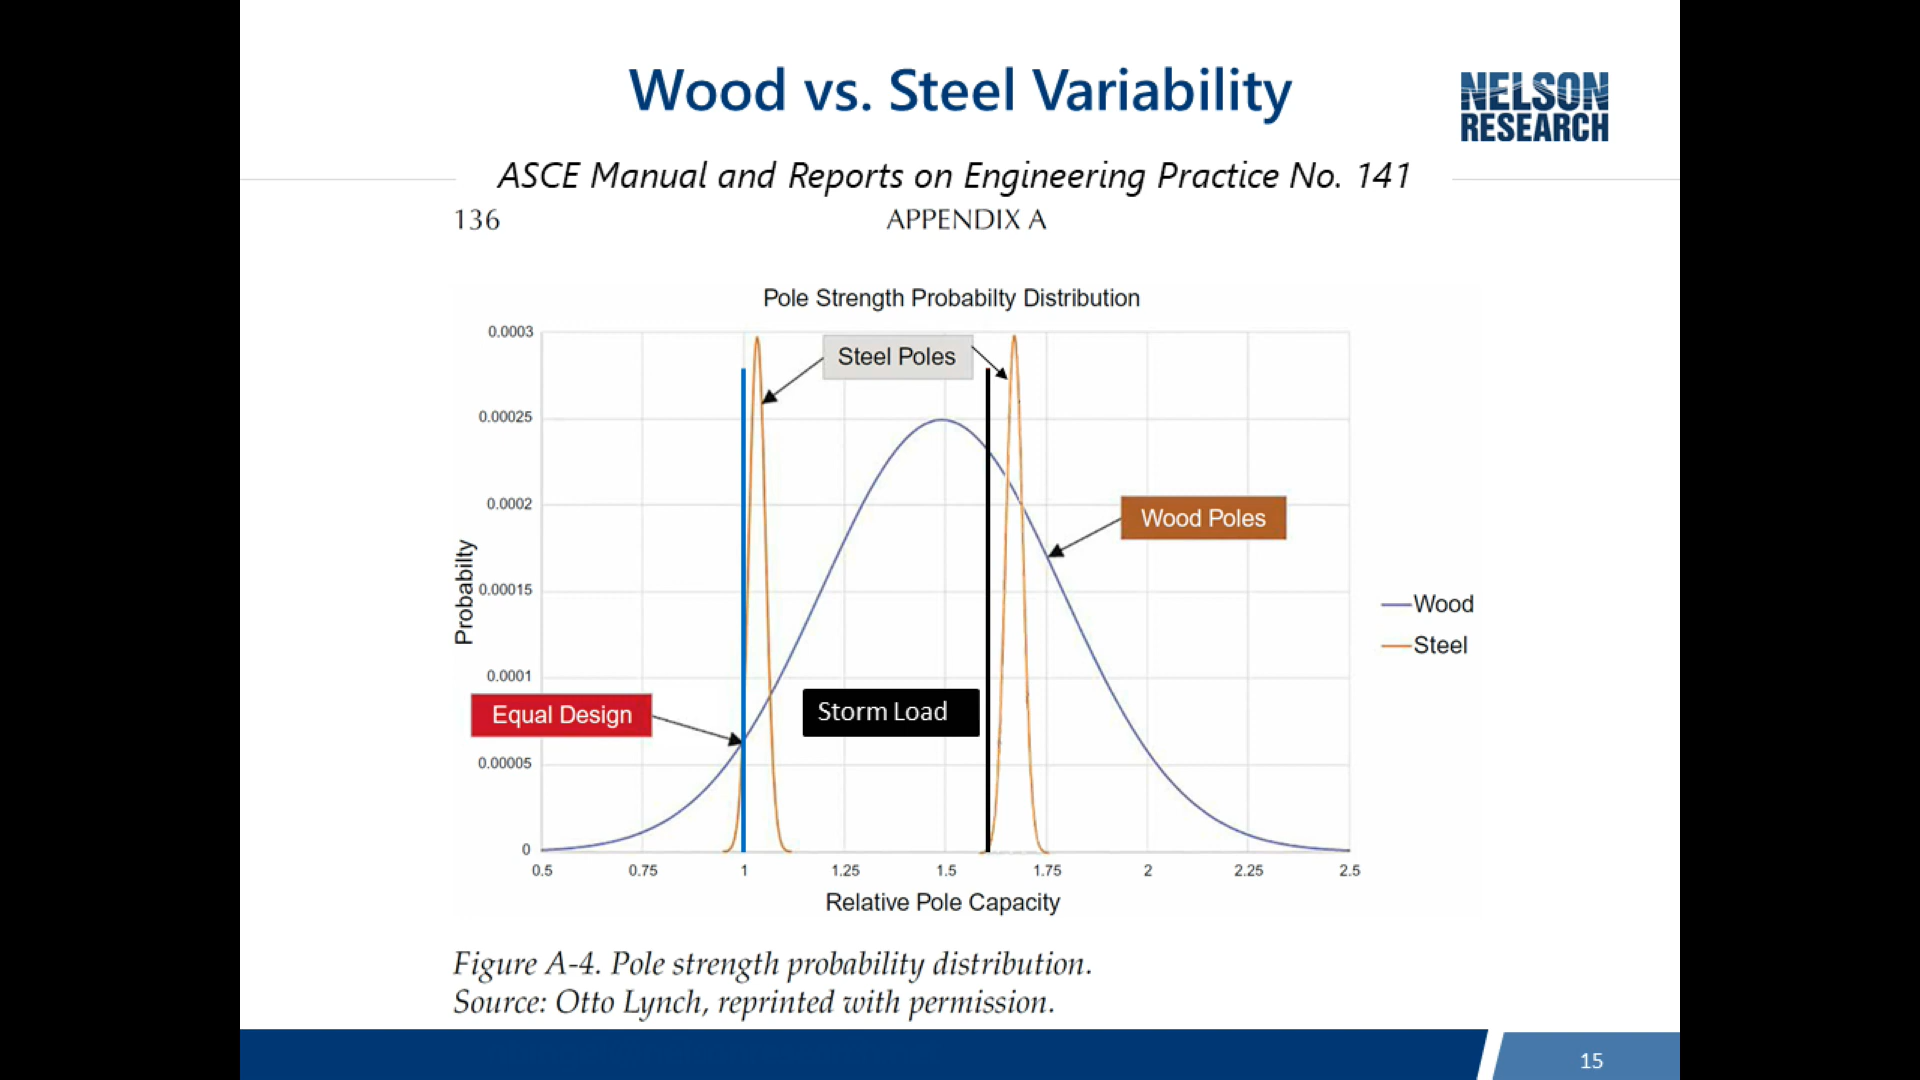 Wood vs. Steel Variability
NELSON
RESEARCH
ASCE Manual and Reports on Engineering Practice No. 141
136
APPENDIX A
Pole Strength Probabilty Distribution
0.0003
0.00025
0.0002
0.00015
0.0001
0.00005
0
Probabilty
Steel Poles
Wood Poles
Equal Design
Storm Load
Wood
Steel
0.5 0.75 1 1.25 1.5 1.75 2 2.25 2.5
Relative Pole Capacity
Figure A-4. Pole strength probability distribution.
Source: Otto Lynch, reprinted with permission.
15